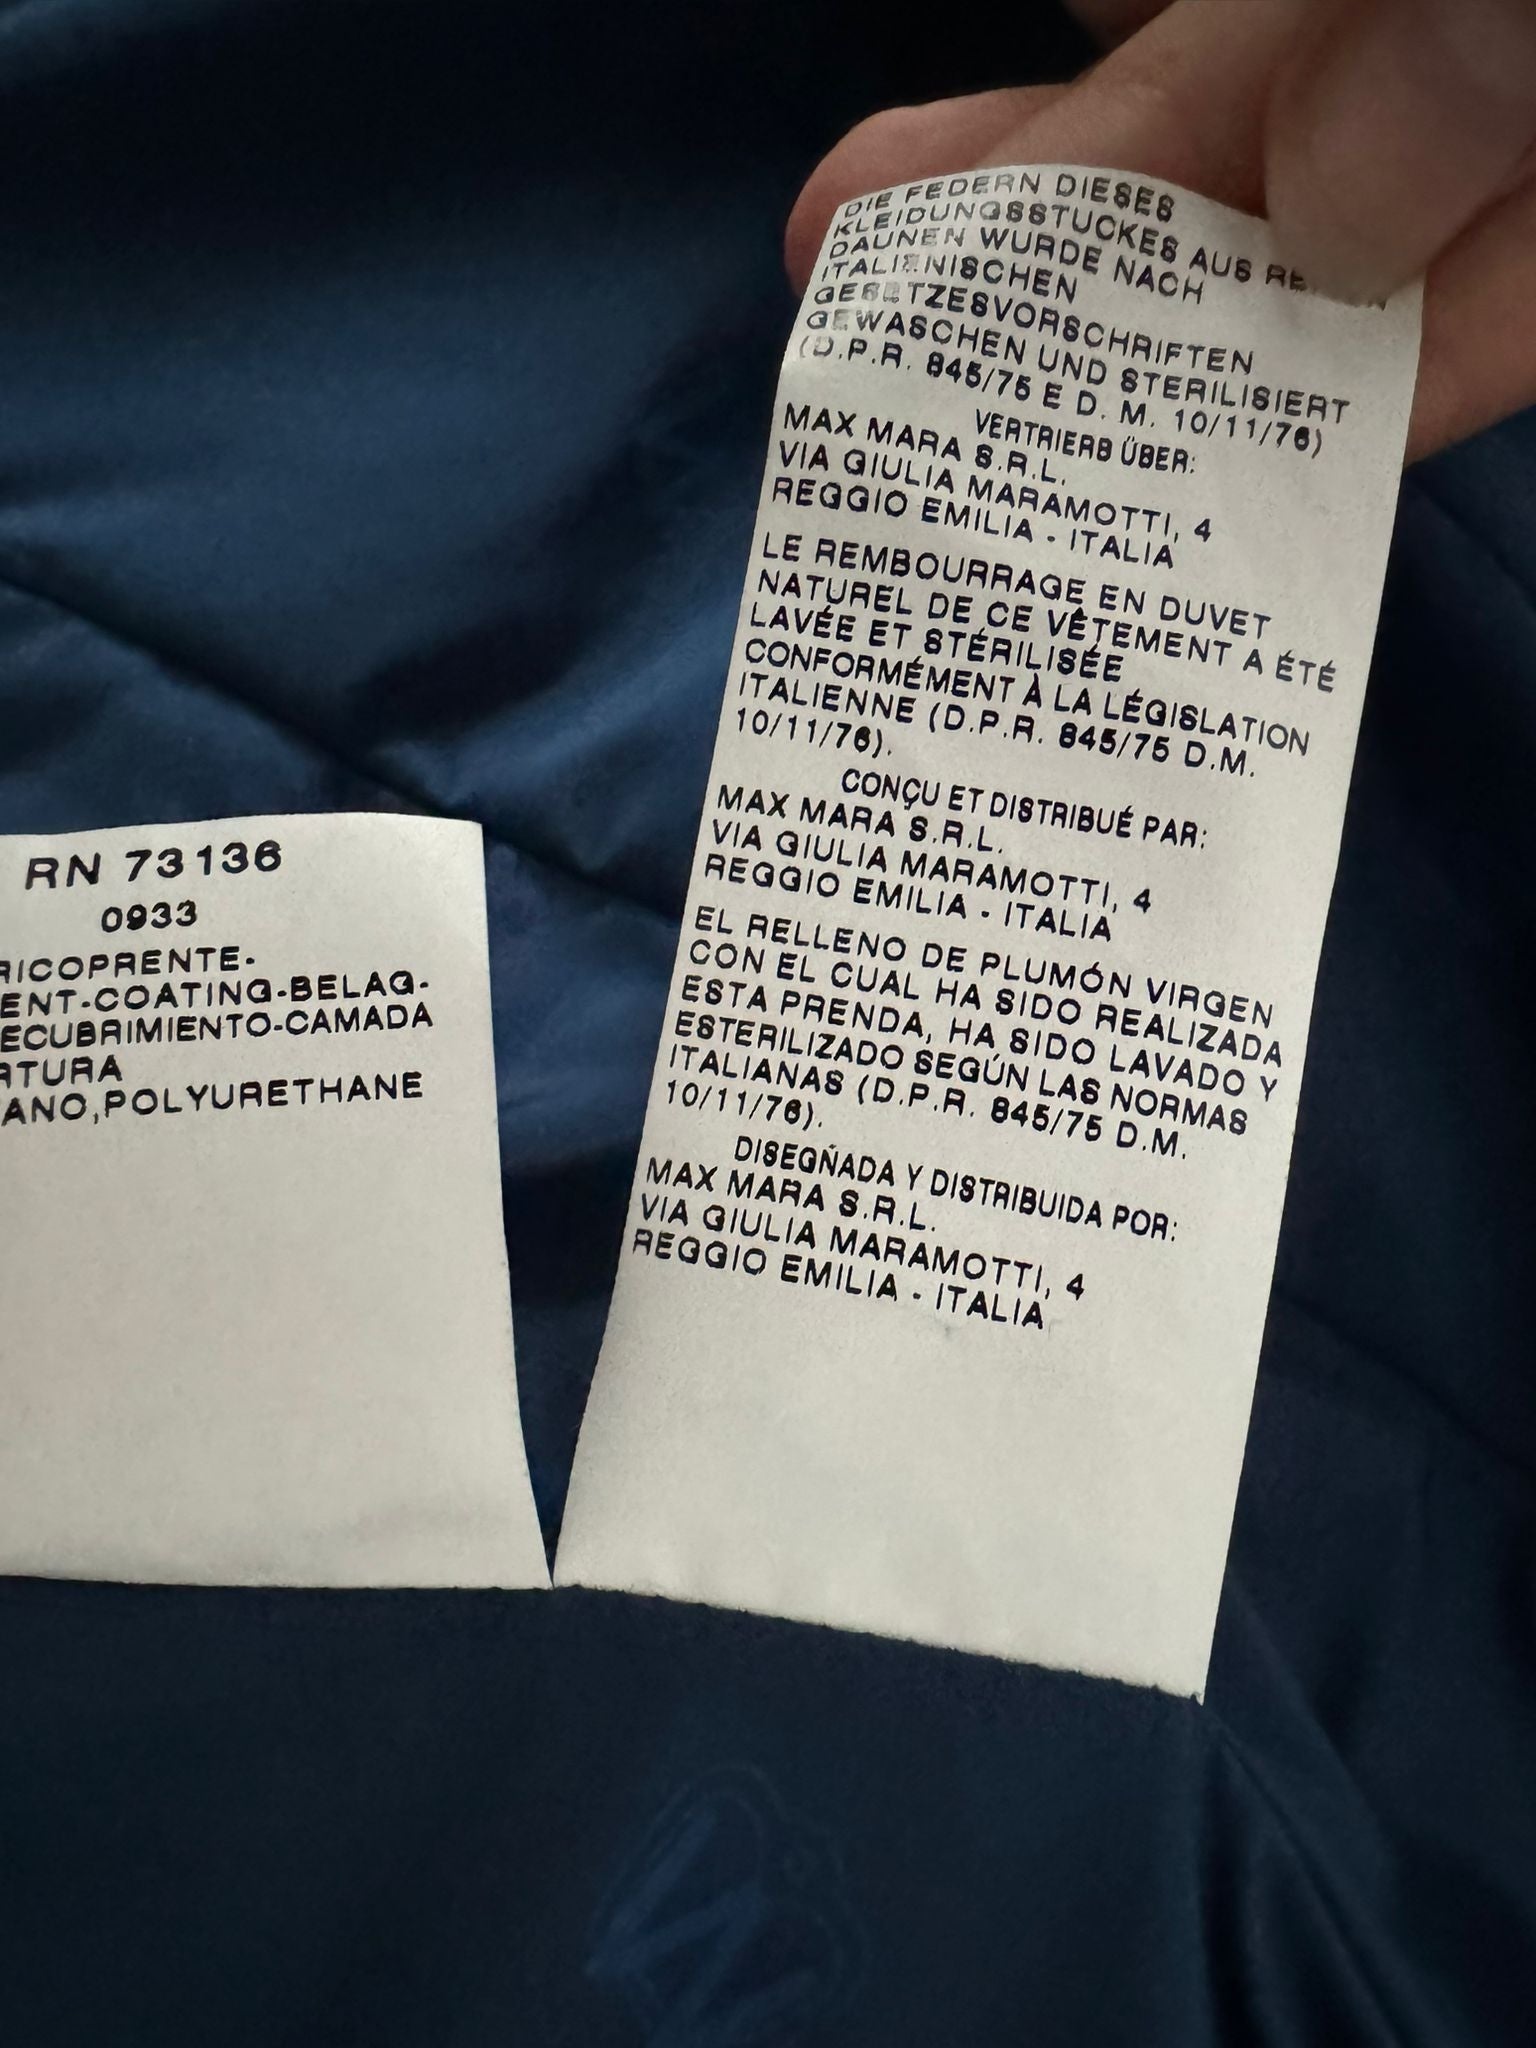 RN 73136
0933
RICOPRENTE-
ENT-COATING-BELAG-
ECUBRIMIENTO-CAMADA
RTURA
ANO,POLYURETHANE
DIE FEDERN DIESES
KLEIDUNGSSTUCKES AUS
DAUNEN WURDE NACH
ITALIENISCHEN
GESETZESVORSCHRIFTEN
GEWASCHEN UND STERILISIERT
(D.P.R. 845/75 E D. M. 10/11/76)
VERTRIEB ÜBER:
MAX MARA S.R.L.
VIA GIULIA MARAMOTTI, 4
REGGIO EMILIA - ITALIA
LE REMBOURRAGE EN DUVET
NATUREL DE CE VÊTEMENT A ÉTÉ
LAVÉE ET STÉRILISÉE
CONFORMÉMENT À LA LÉGISLATION
ITALIENNE (D.P.R. 845/75 D.M.
10/11/76).
CONÇU ET DISTRIBUÉ PAR:
MAX MARA S.R.L.
VIA GIULIA MARAMOTTI, 4
REGGIO EMILIA - ITALIA
EL RELLENO DE PLUMÓN VIRGEN
CON EL CUAL HA SIDO REALIZADA
ESTA PRENDA, HA SIDO LAVADO Y
ESTERILIZADO SEGÚN LAS NORMAS
ITALIANAS (D.P.R. 845/75 D.M.
10/11/76).
DISEGÑADA Y DISTRIBUIDA POR:
MAX MARA S.R.L.
VIA GIULIA MARAMOTTI, 4
REGGIO EMILIA - ITALIA